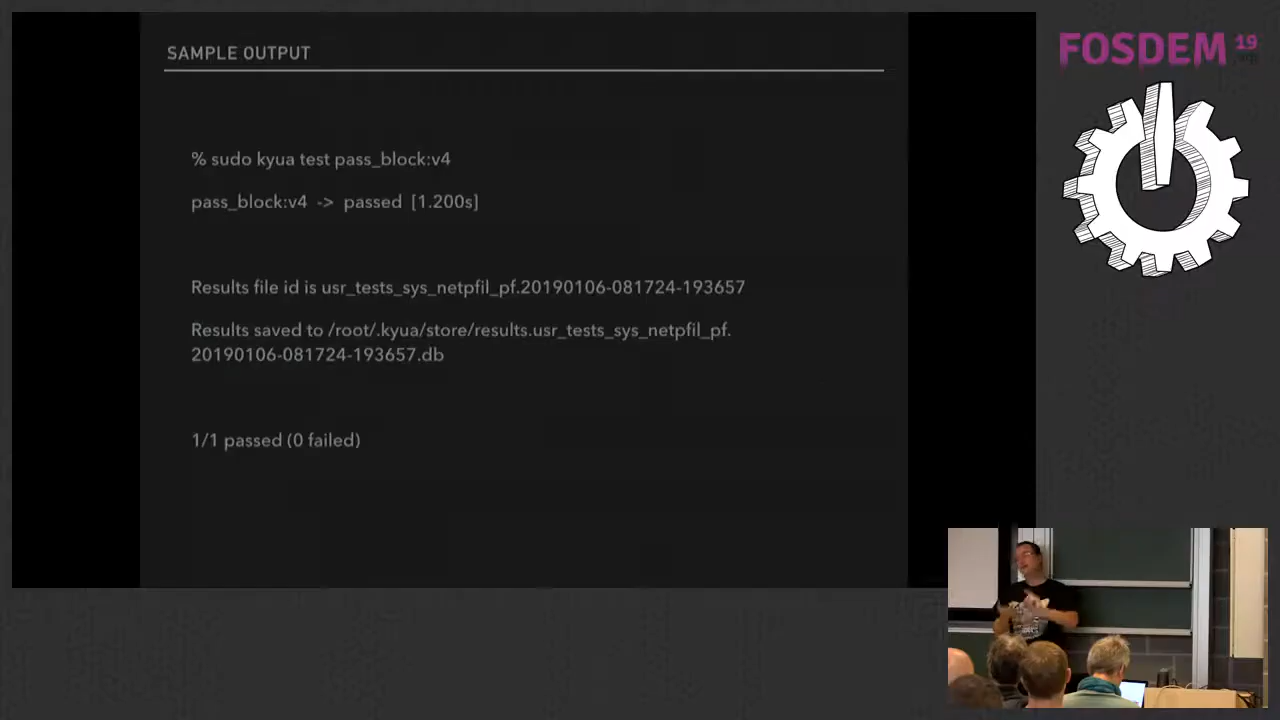 SAMPLE OUTPUT
% sudo kyua test pass_block:v4
pass_block:v4 -> passed [1.200s]
Results file id is usr_tests_sys_netpfil_pf.20190106-081724-193657
Results saved to /root/.kyua/store/results.usr_tests_sys_netpfil_pf.
20190106-081724-193657.db
1/1 passed (0 failed)
FOSDEM 19